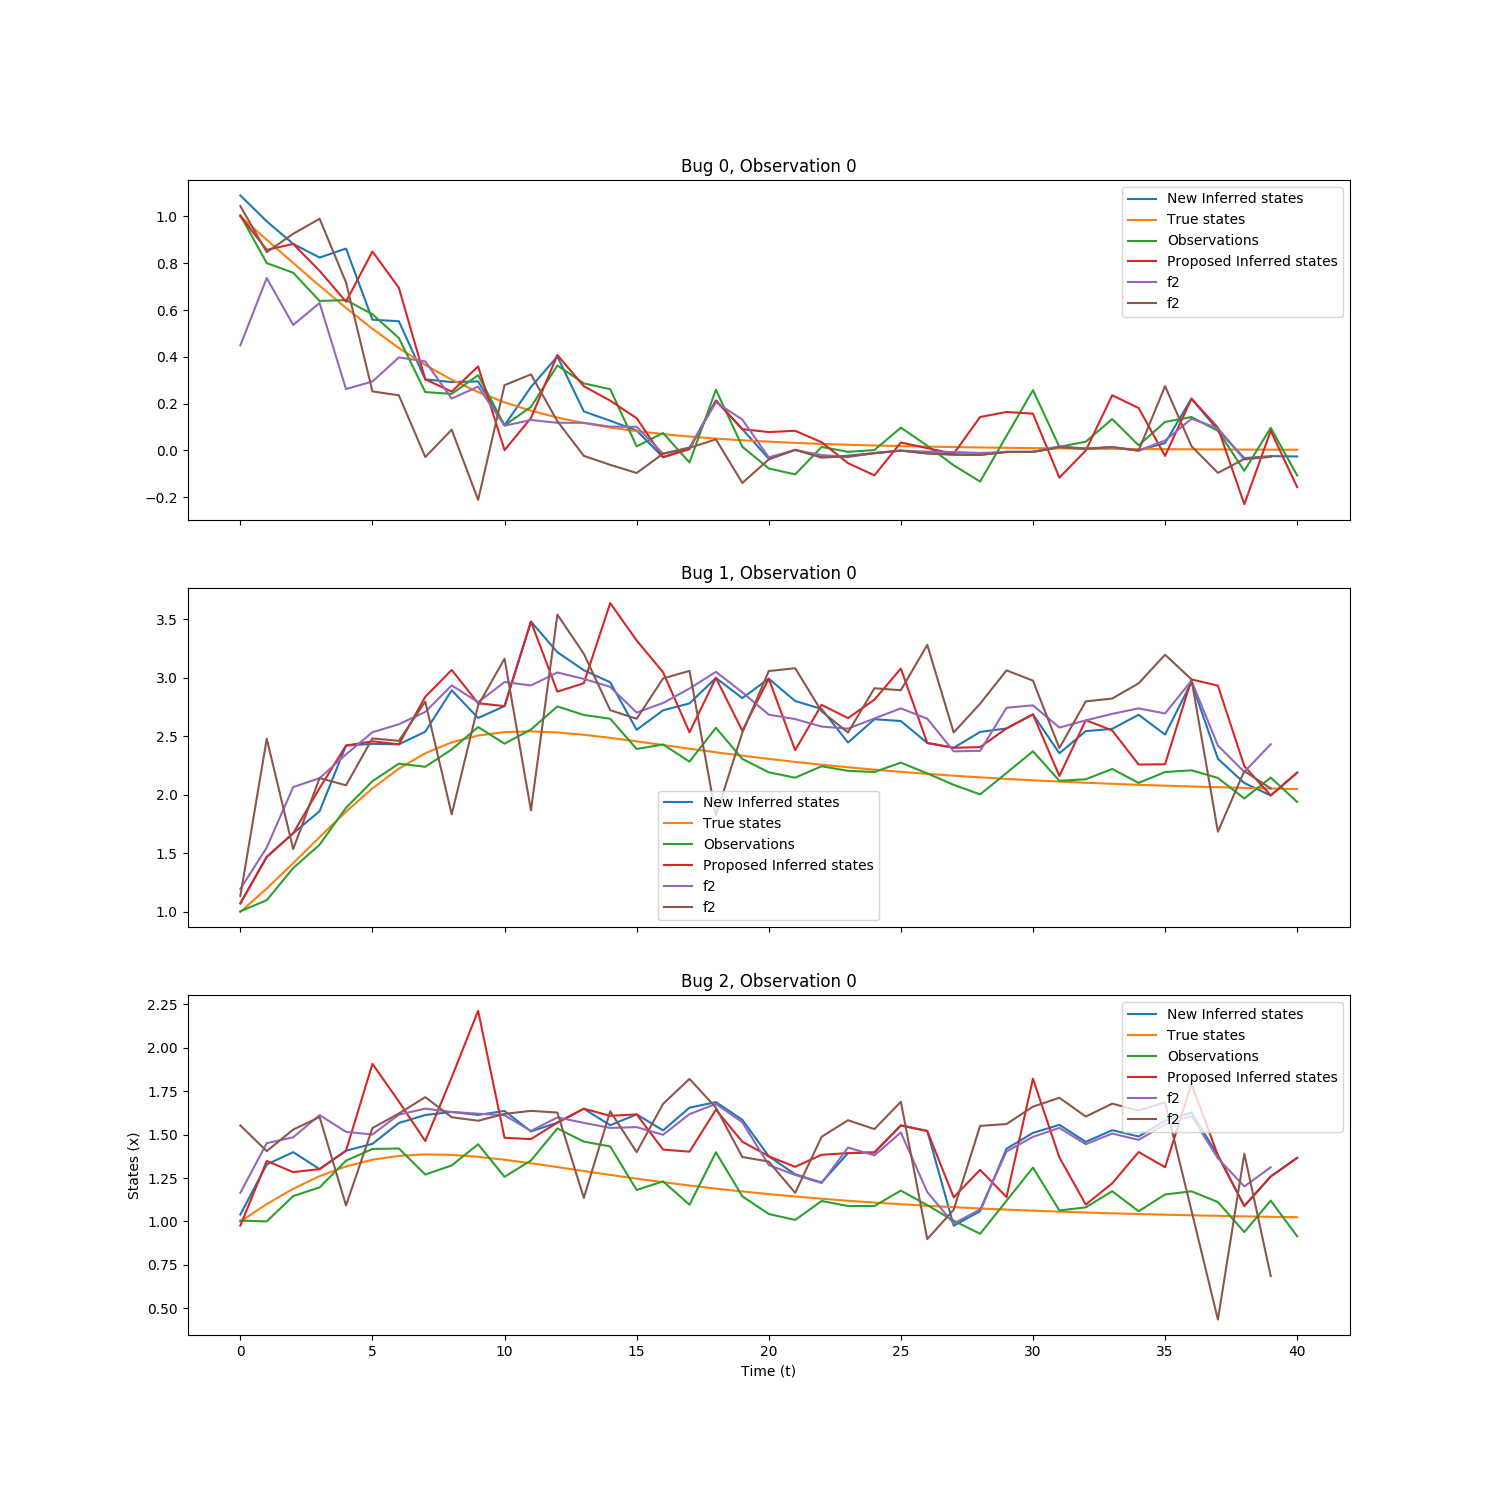 Bug 0, Observation 0
1.0
0.8
0.6
0.4
0.2
0.0
−0.2
New Inferred states
True states
Observations
Proposed Inferred states
f2
f2
Bug 1, Observation 0
3.5
3.0
2.5
2.0
1.5
1.0
New Inferred states
True states
Observations
Proposed Inferred states
f2
f2
Bug 2, Observation 0
States (x)
2.25
2.00
1.75
1.50
1.25
1.00
0.75
0.50
New Inferred states
True states
Observations
Proposed Inferred states
f2
f2
0 5 10 15 20 25 30 35 40
Time (t)